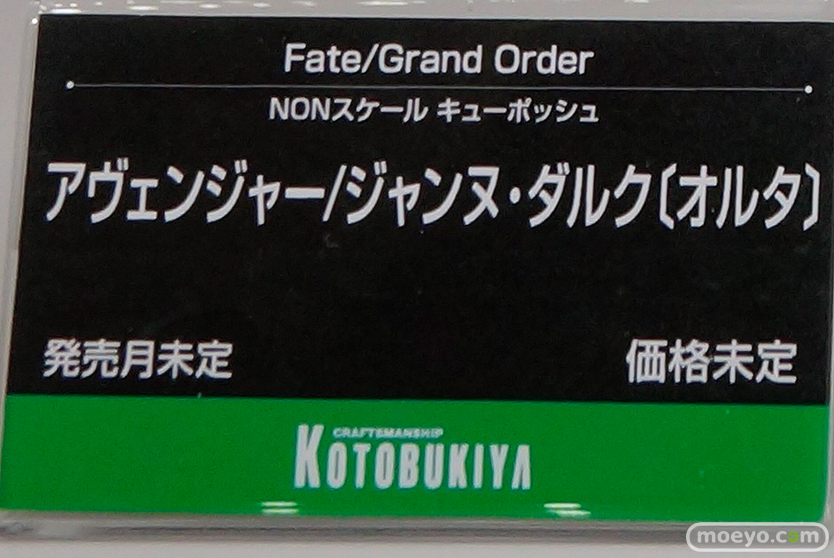 Fate/Grand Order
NONスケール キューポッシュ
アヴェンジャー/ジャンヌ・ダルク〔オルタ〕
発売月未定 価格未定
CRAFTEMANSHIP
KOTOBUKIYA
moeyo.com